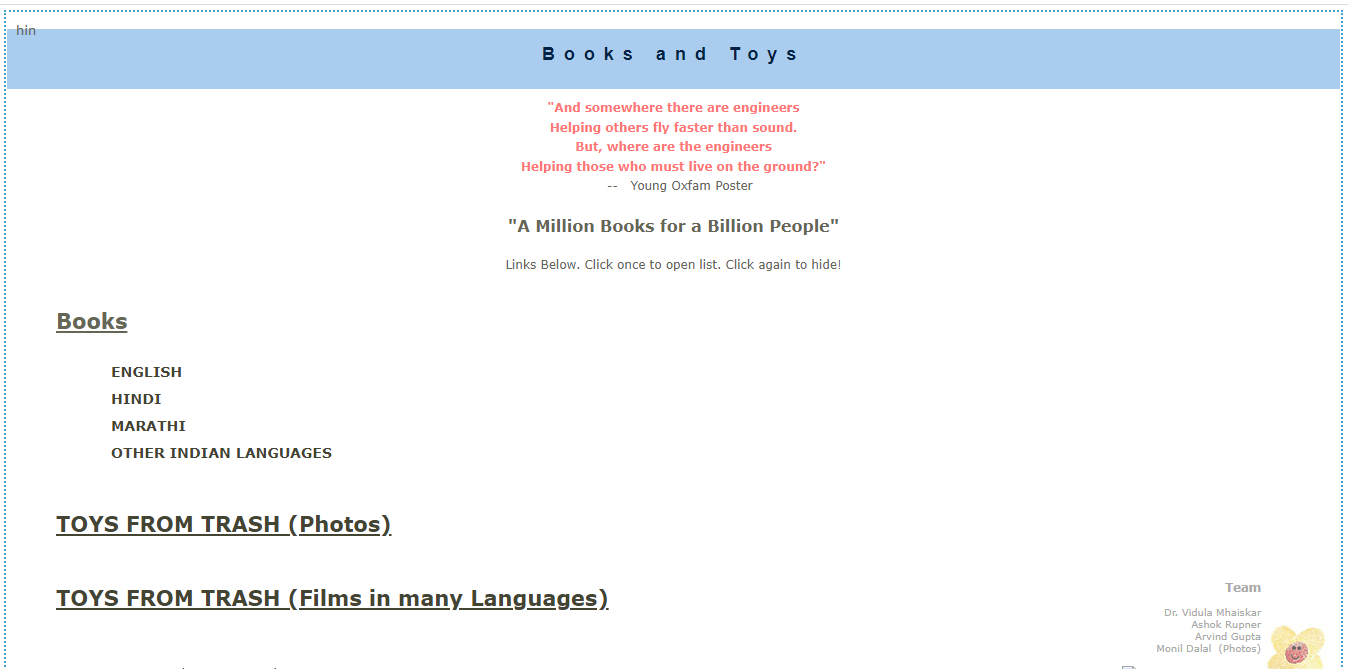 hin
Books and Toys
"And somewhere there are engineers
Helping others fly faster than sound.
But, where are the engineers
Helping those who must live on the ground?"
-- Young Oxfam Poster
"A Million Books for a Billion People"
Links Below. Click once to open list. Click again to hide!
Books
ENGLISH
HINDI
MARATHI
OTHER INDIAN LANGUAGES
TOYS FROM TRASH (Photos)
TOYS FROM TRASH (Films in many Languages)
Team
Dr. Vidula Mhaiskar
Ashok Rupner
Arvind Gupta
Monil Dalal (Photos)